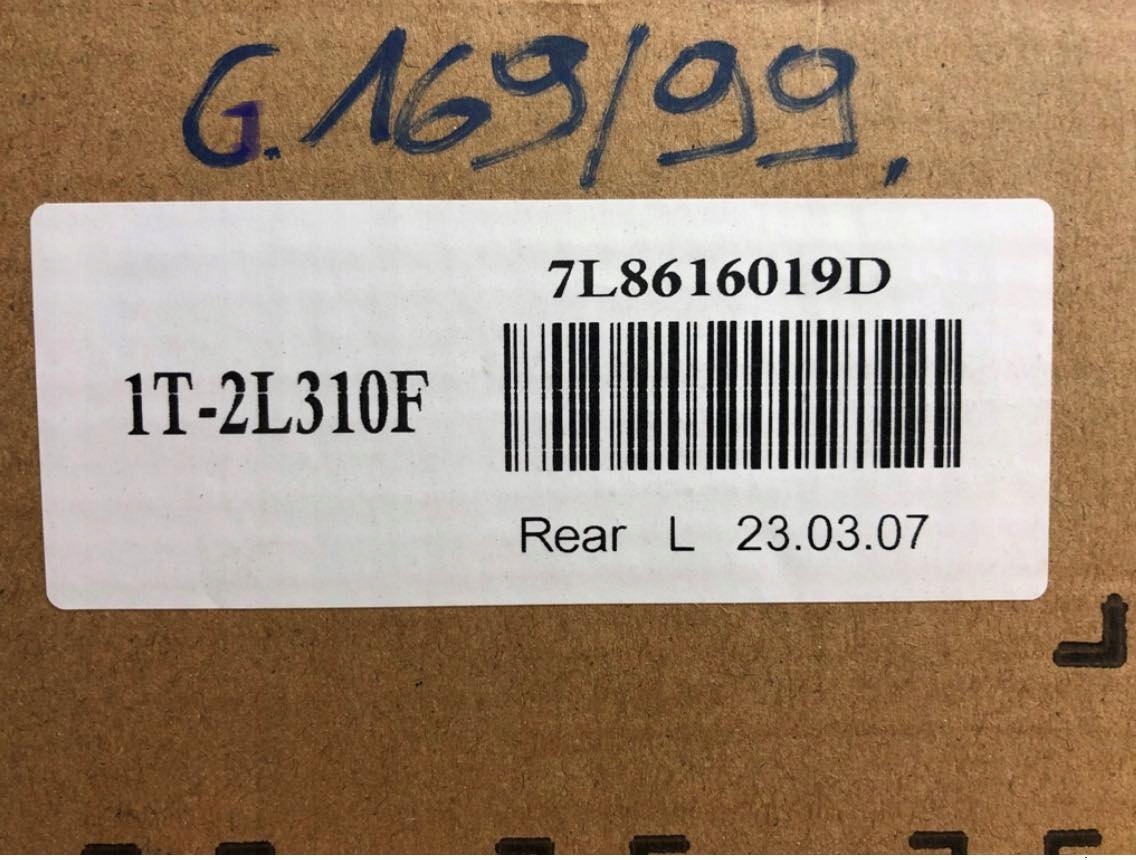 G.169/99.
7L8616019D
1T-2L310F
Rear L 23.03.07